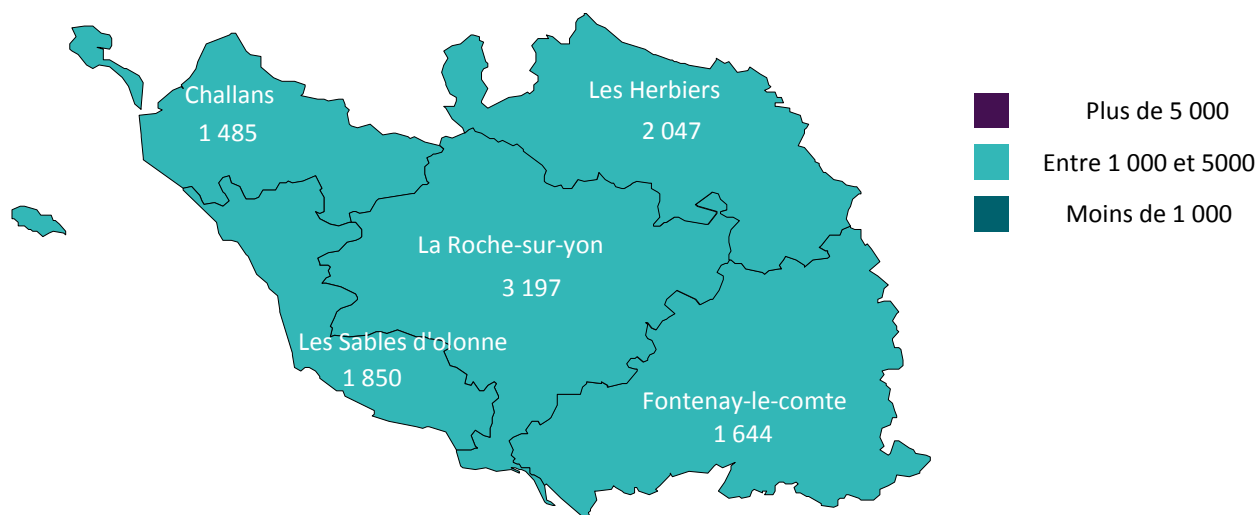 Challans
1 485
Les Herbiers
2 047
La Roche-sur-yon
3 197
Les Sables d'olonne
1 850
Fontenay-le-comte
1 644
Plus de 5 000
Entre 1 000 et 5000
Moins de 1 000